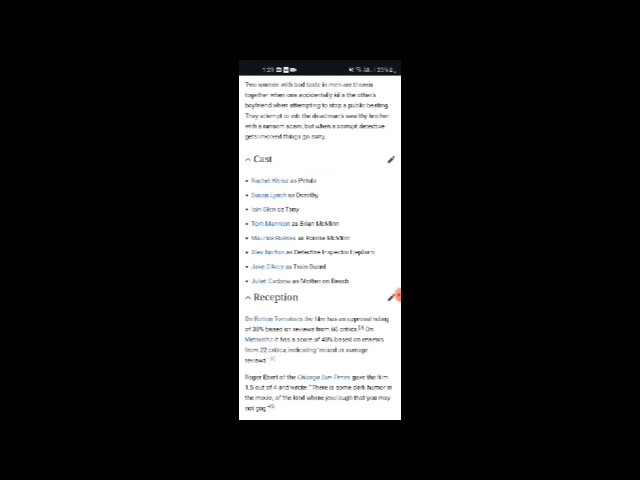 1:29
Two women with bad taste in men are thrown
together when one accidentally kills the other's
boyfriend when attempting to stop a public beating.
They attempt to rob the dead man's wealthy brother
with a ransom scam, but when a corrupt detective
gets involved things go awry.
Cast
• Rachel Weisz as Petula
• Susan Lynch as Dorothy
• Iain Glen as Tony
• Tom Mannion as Brian McMinn
• Maurice Roëves as Ronnie McMinn
• Alex Norton as Detective Inspector Hepburn
• Jake D'Arcy as Train Guard
• Juliet Cadzow as Mother on Beach
Reception
On Rotten Tomatoes the film has an approval rating
of 30% based on reviews from 60 critics. On
Metacritic it has a score of 40% based on reviews
from 22 critics, indicating "mixed or average
reviews".
Roger Ebert of the Chicago Sun-Times gave the film
1.5 out of 4 and wrote: "There is some dark humor in
the movie, of the kind where you laugh that you may
not gag."